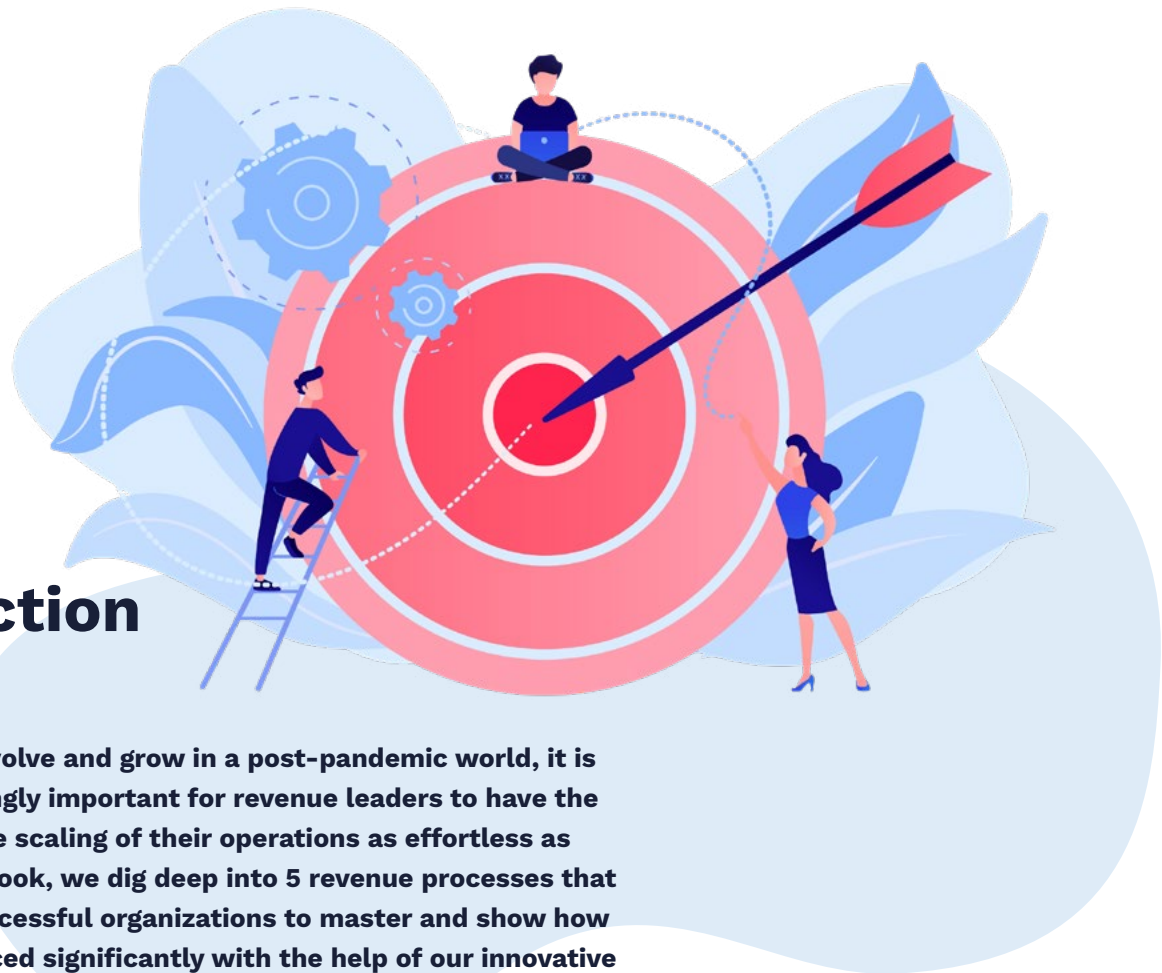 ction
volve and grow in a post-pandemic world, it is
ngly important for revenue leaders to have the
e scaling of their operations as effortless as
ook, we dig deep into 5 revenue processes that
cessful organizations to master and show how
ced significantly with the help of our innovative